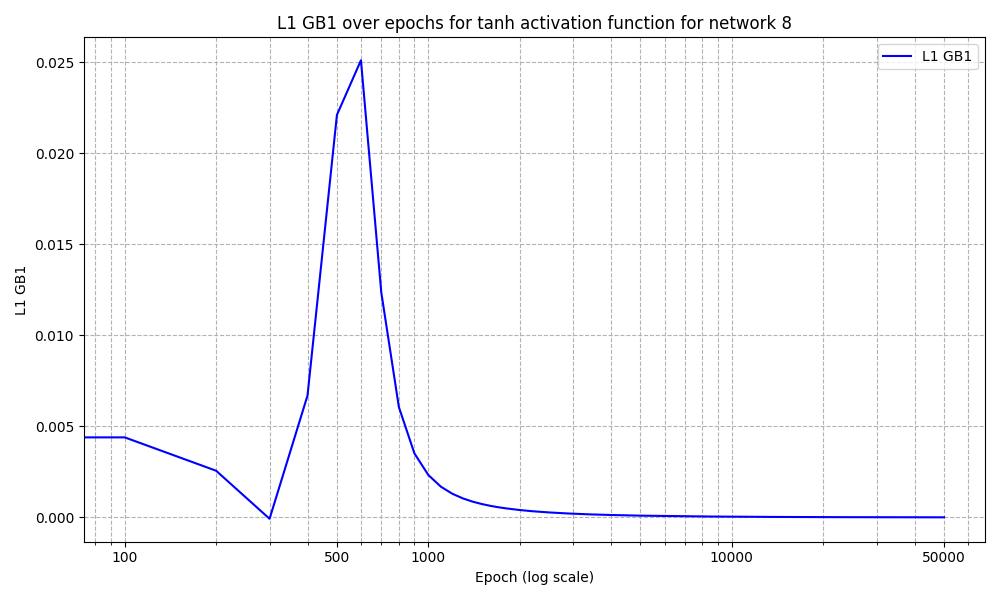 L1 GB1 over epochs for tanh activation function for network 8
L1 GB1
0.025
0.020
0.015
0.010
0.005
0.000
L1 GB1
100
500
1000
10000
50000
Epoch (log scale)